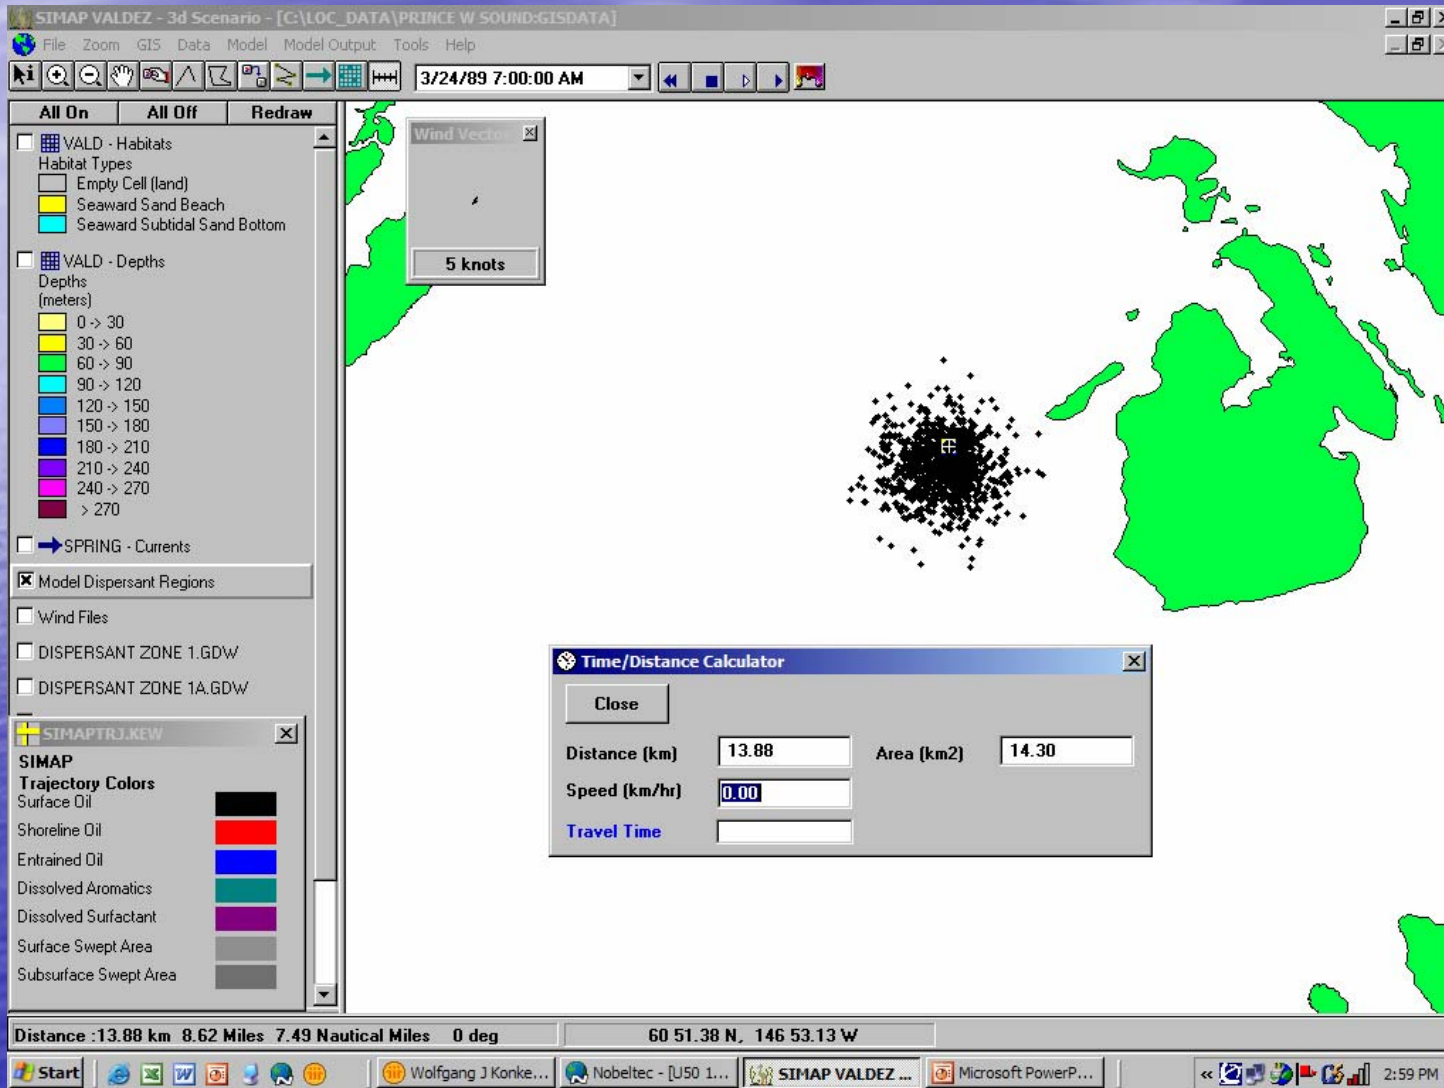 SIMAP VALDEZ - 3d Scenario - [C:\LOC_DATA\PRINCE W SOUND:GISDATA]
File Zoom GIS Data Model Model Output Tools Help
3/24/89 7:00:00 AM
All On All Off Redraw
VALD - Habitats
Habitat Types
Empty Cell (land)
Seaward Sand Beach
Seaward Subtidal Sand Bottom
VALD - Depths
Depths
(meters)
0 -> 30
30 -> 60
60 -> 90
90 -> 120
120 -> 150
150 -> 180
180 -> 210
210 -> 240
240 -> 270
> 270
SPRING - Currents
Model Dispersant Regions
Wind Files
DISPERSANT ZONE 1.GDW
DISPERSANT ZONE 1A.GDW
SIMAPTRJ.KEW
SIMAP
Trajectory Colors
Surface Oil
Shoreline Oil
Entrained Oil
Dissolved Aromatics
Dissolved Surfactant
Surface Swept Area
Subsurface Swept Area
Wind Vecto
5 knots
Time/Distance Calculator
Close
Distance (km) 13.88 Area (km2) 14.30
Speed (km/hr) 0.00
Travel Time
Distance :13.88 km 8.62 Miles 7.49 Nautical Miles 0 deg 60 51.38 N, 146 53.13 W
Start Wolfgang J Konke... Nobeltec - [U50 1... SIMAP VALDEZ ... Microsoft PowerP... « 2:59 PM